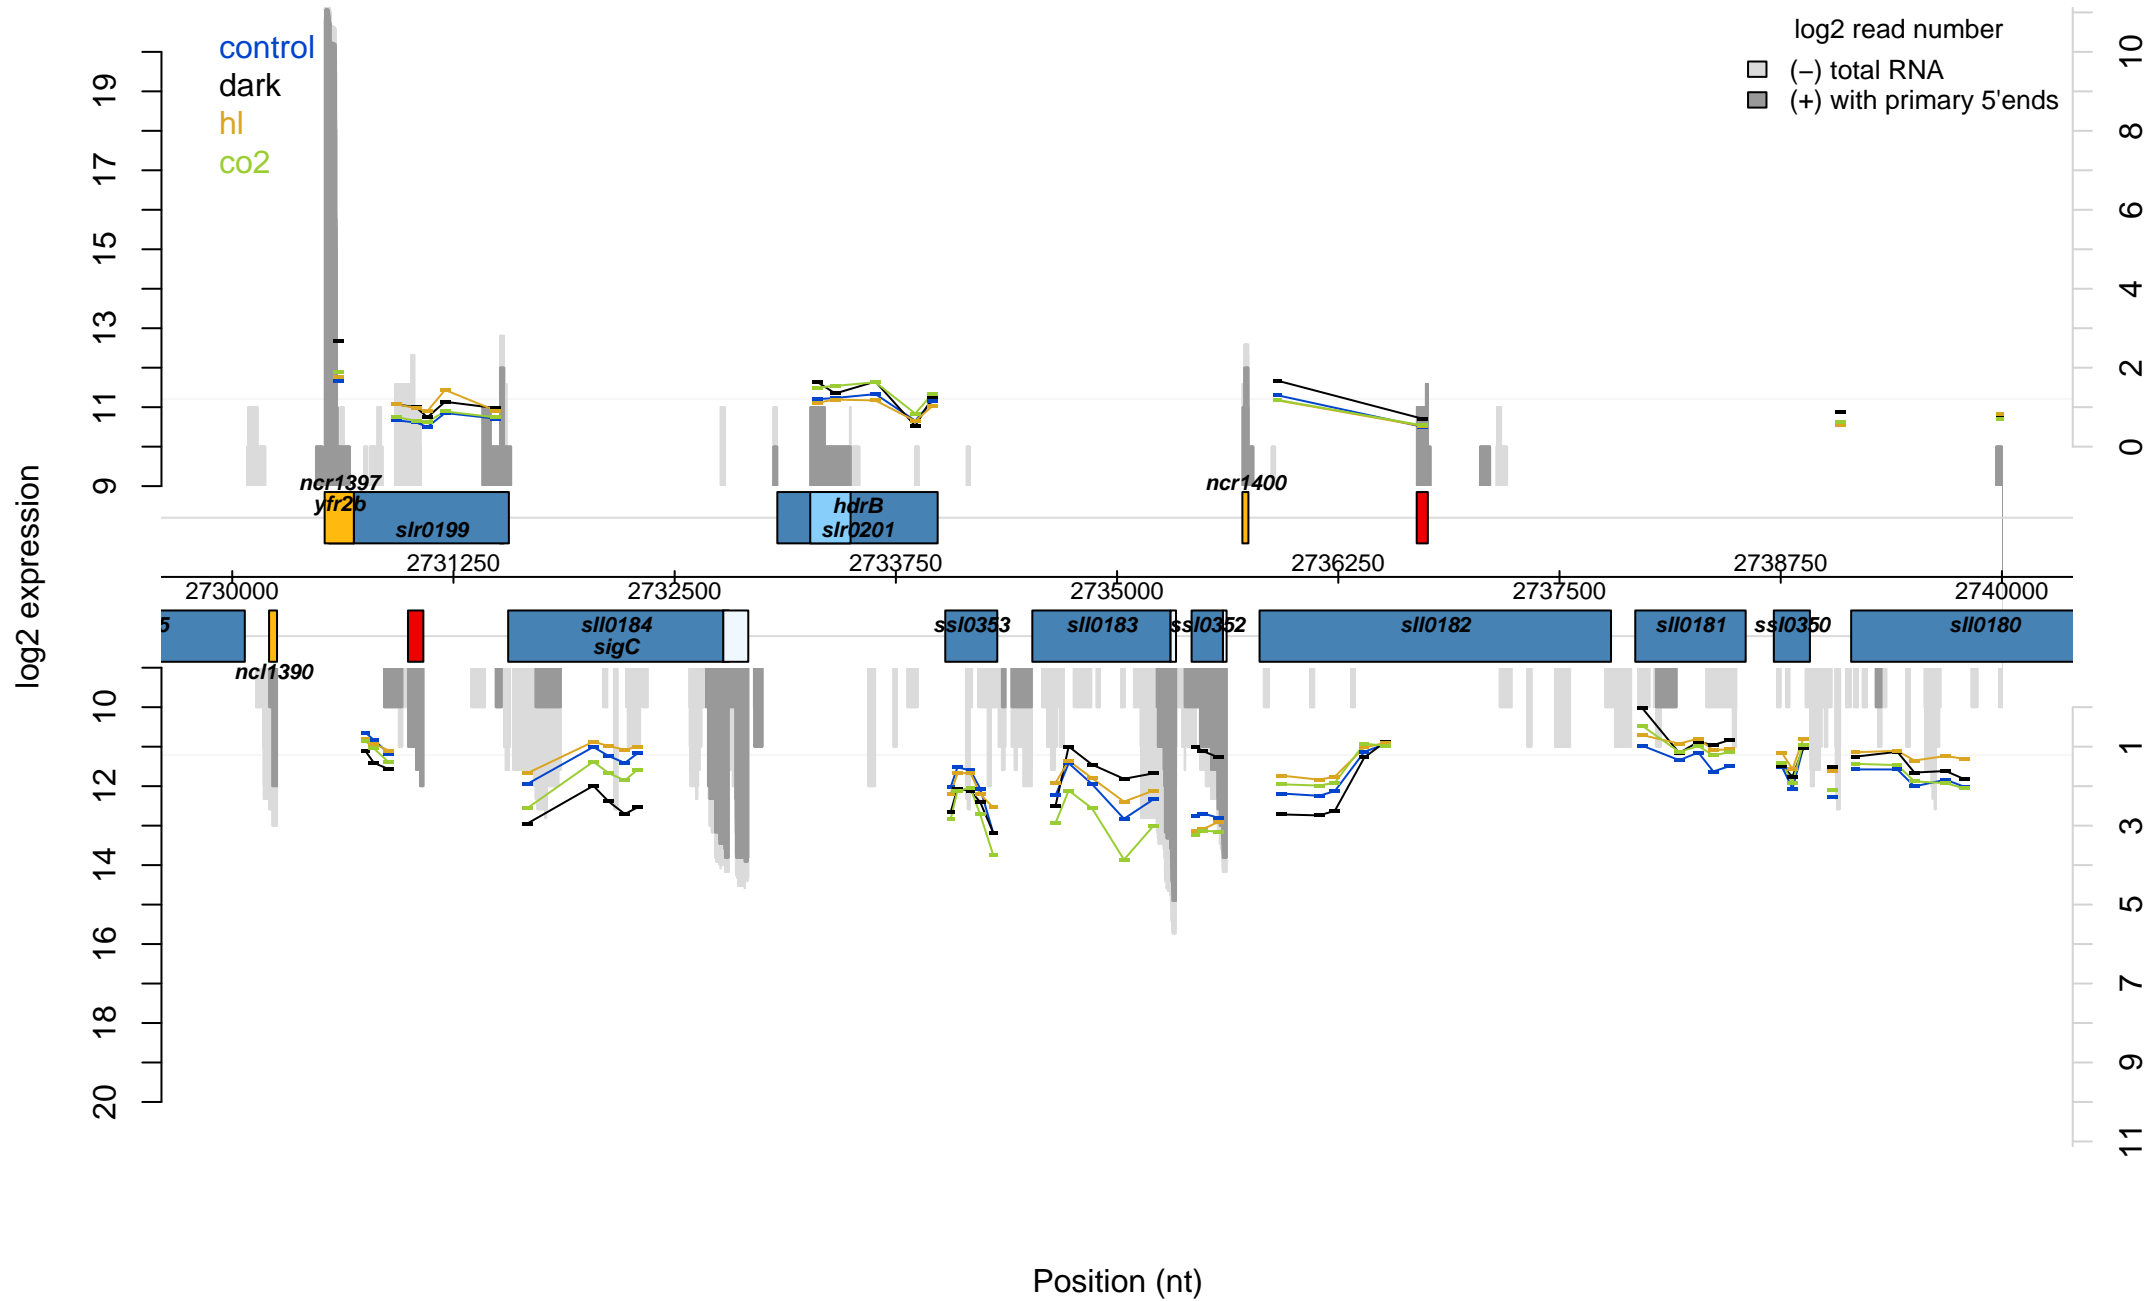 control
dark
hl
co2
log2 read number
(−) total RNA
(+) with primary 5'ends
19
17
15
13
11
9
10
8
6
4
2
0
log2 expression
ncr1397
yfr2b
slr0199
hdrB
slr0201
ncr1400
2731250
2733750
2736250
2738750
2730000
2732500
2735000
2737500
2740000
5
ncl1390
sll0184
sigC
ssl0353
sll0183
ssl0352
sll0182
sll0181
ssl0350
sll0180
10
12
14
16
18
20
1
3
5
7
9
11
Position (nt)